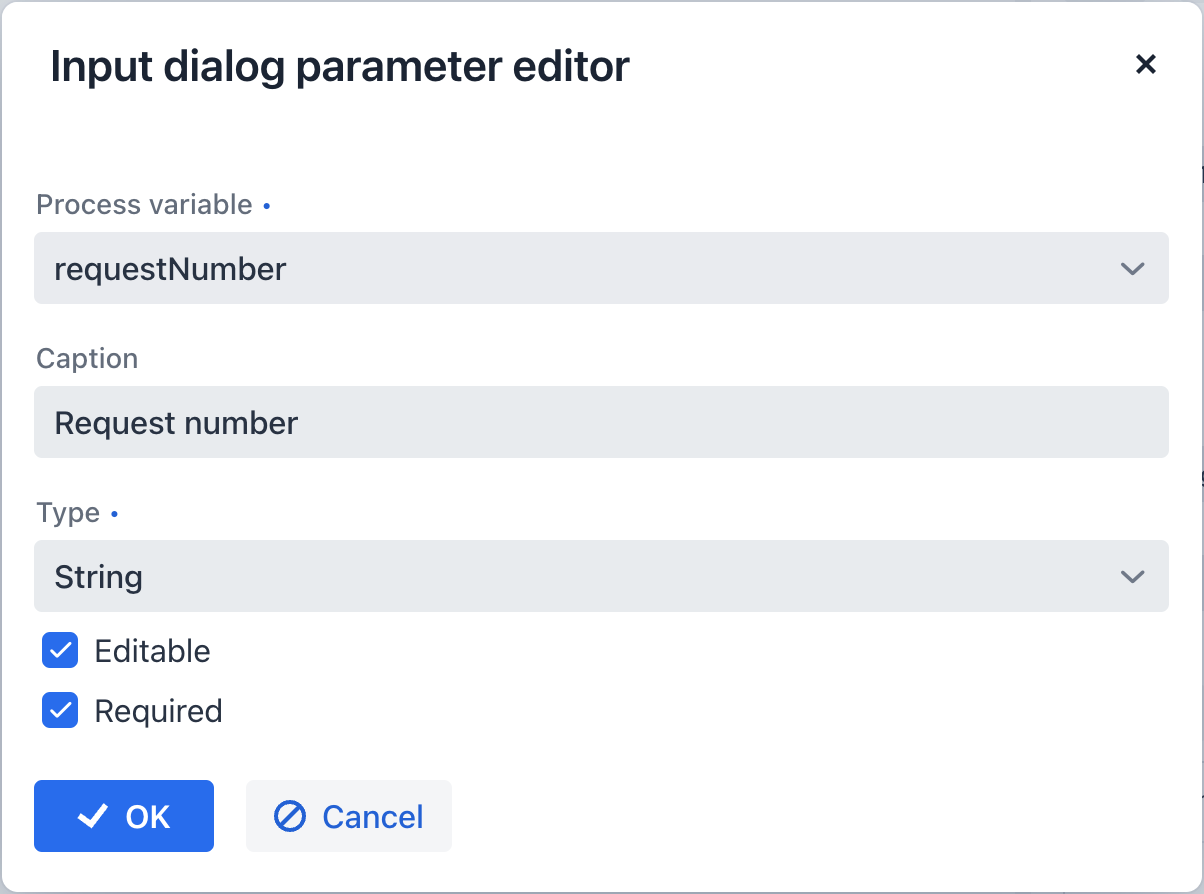 Input dialog parameter editor
Process variable •
requestNumber
Caption
Request number
Type •
String
Editable
Required
OK
Cancel